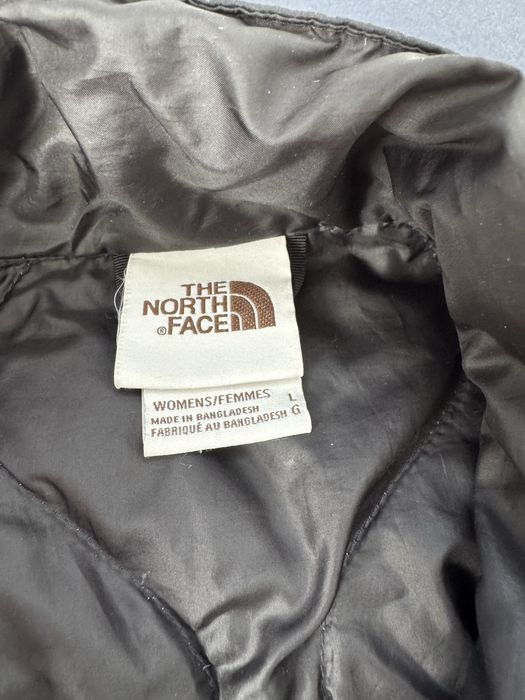 THE
NORTH
® FACE
WOMENS/FEMMES L
MADE IN BANGLADESH
FABRIQUÉ AU BANGLADESH G